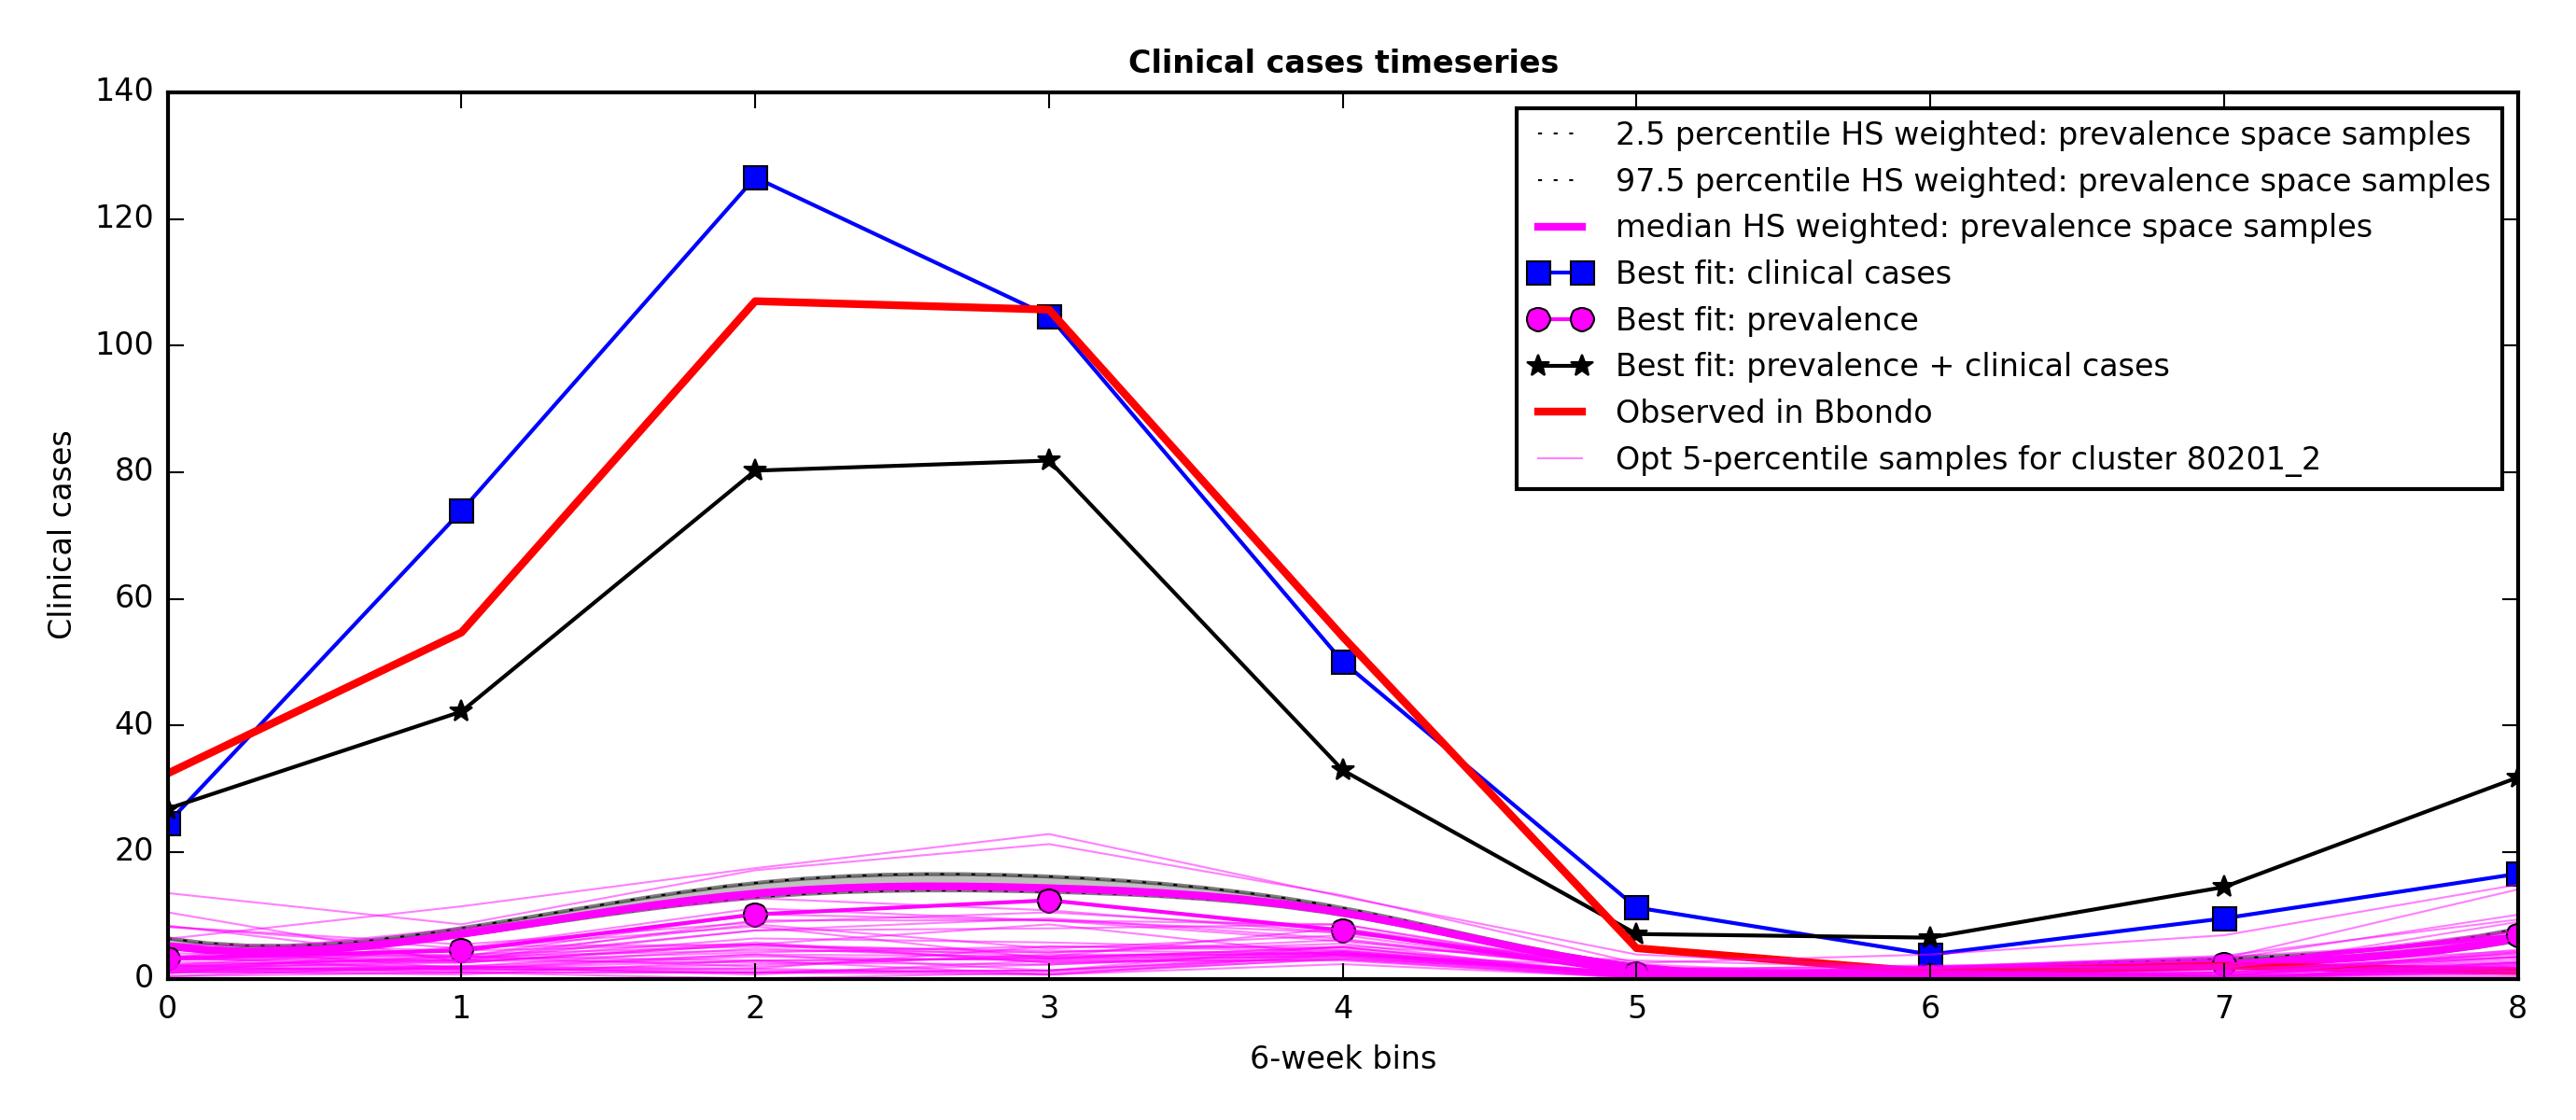 Clinical cases timeseries
140
120
100
80
60
40
20
0
Clinical cases
2.5 percentile HS weighted: prevalence space samples
97.5 percentile HS weighted: prevalence space samples
median HS weighted: prevalence space samples
Best fit: clinical cases
Best fit: prevalence
Best fit: prevalence + clinical cases
Observed in Bbondo
Opt 5-percentile samples for cluster 80201_2
0 1 2 3 4 5 6 7 8
6-week bins